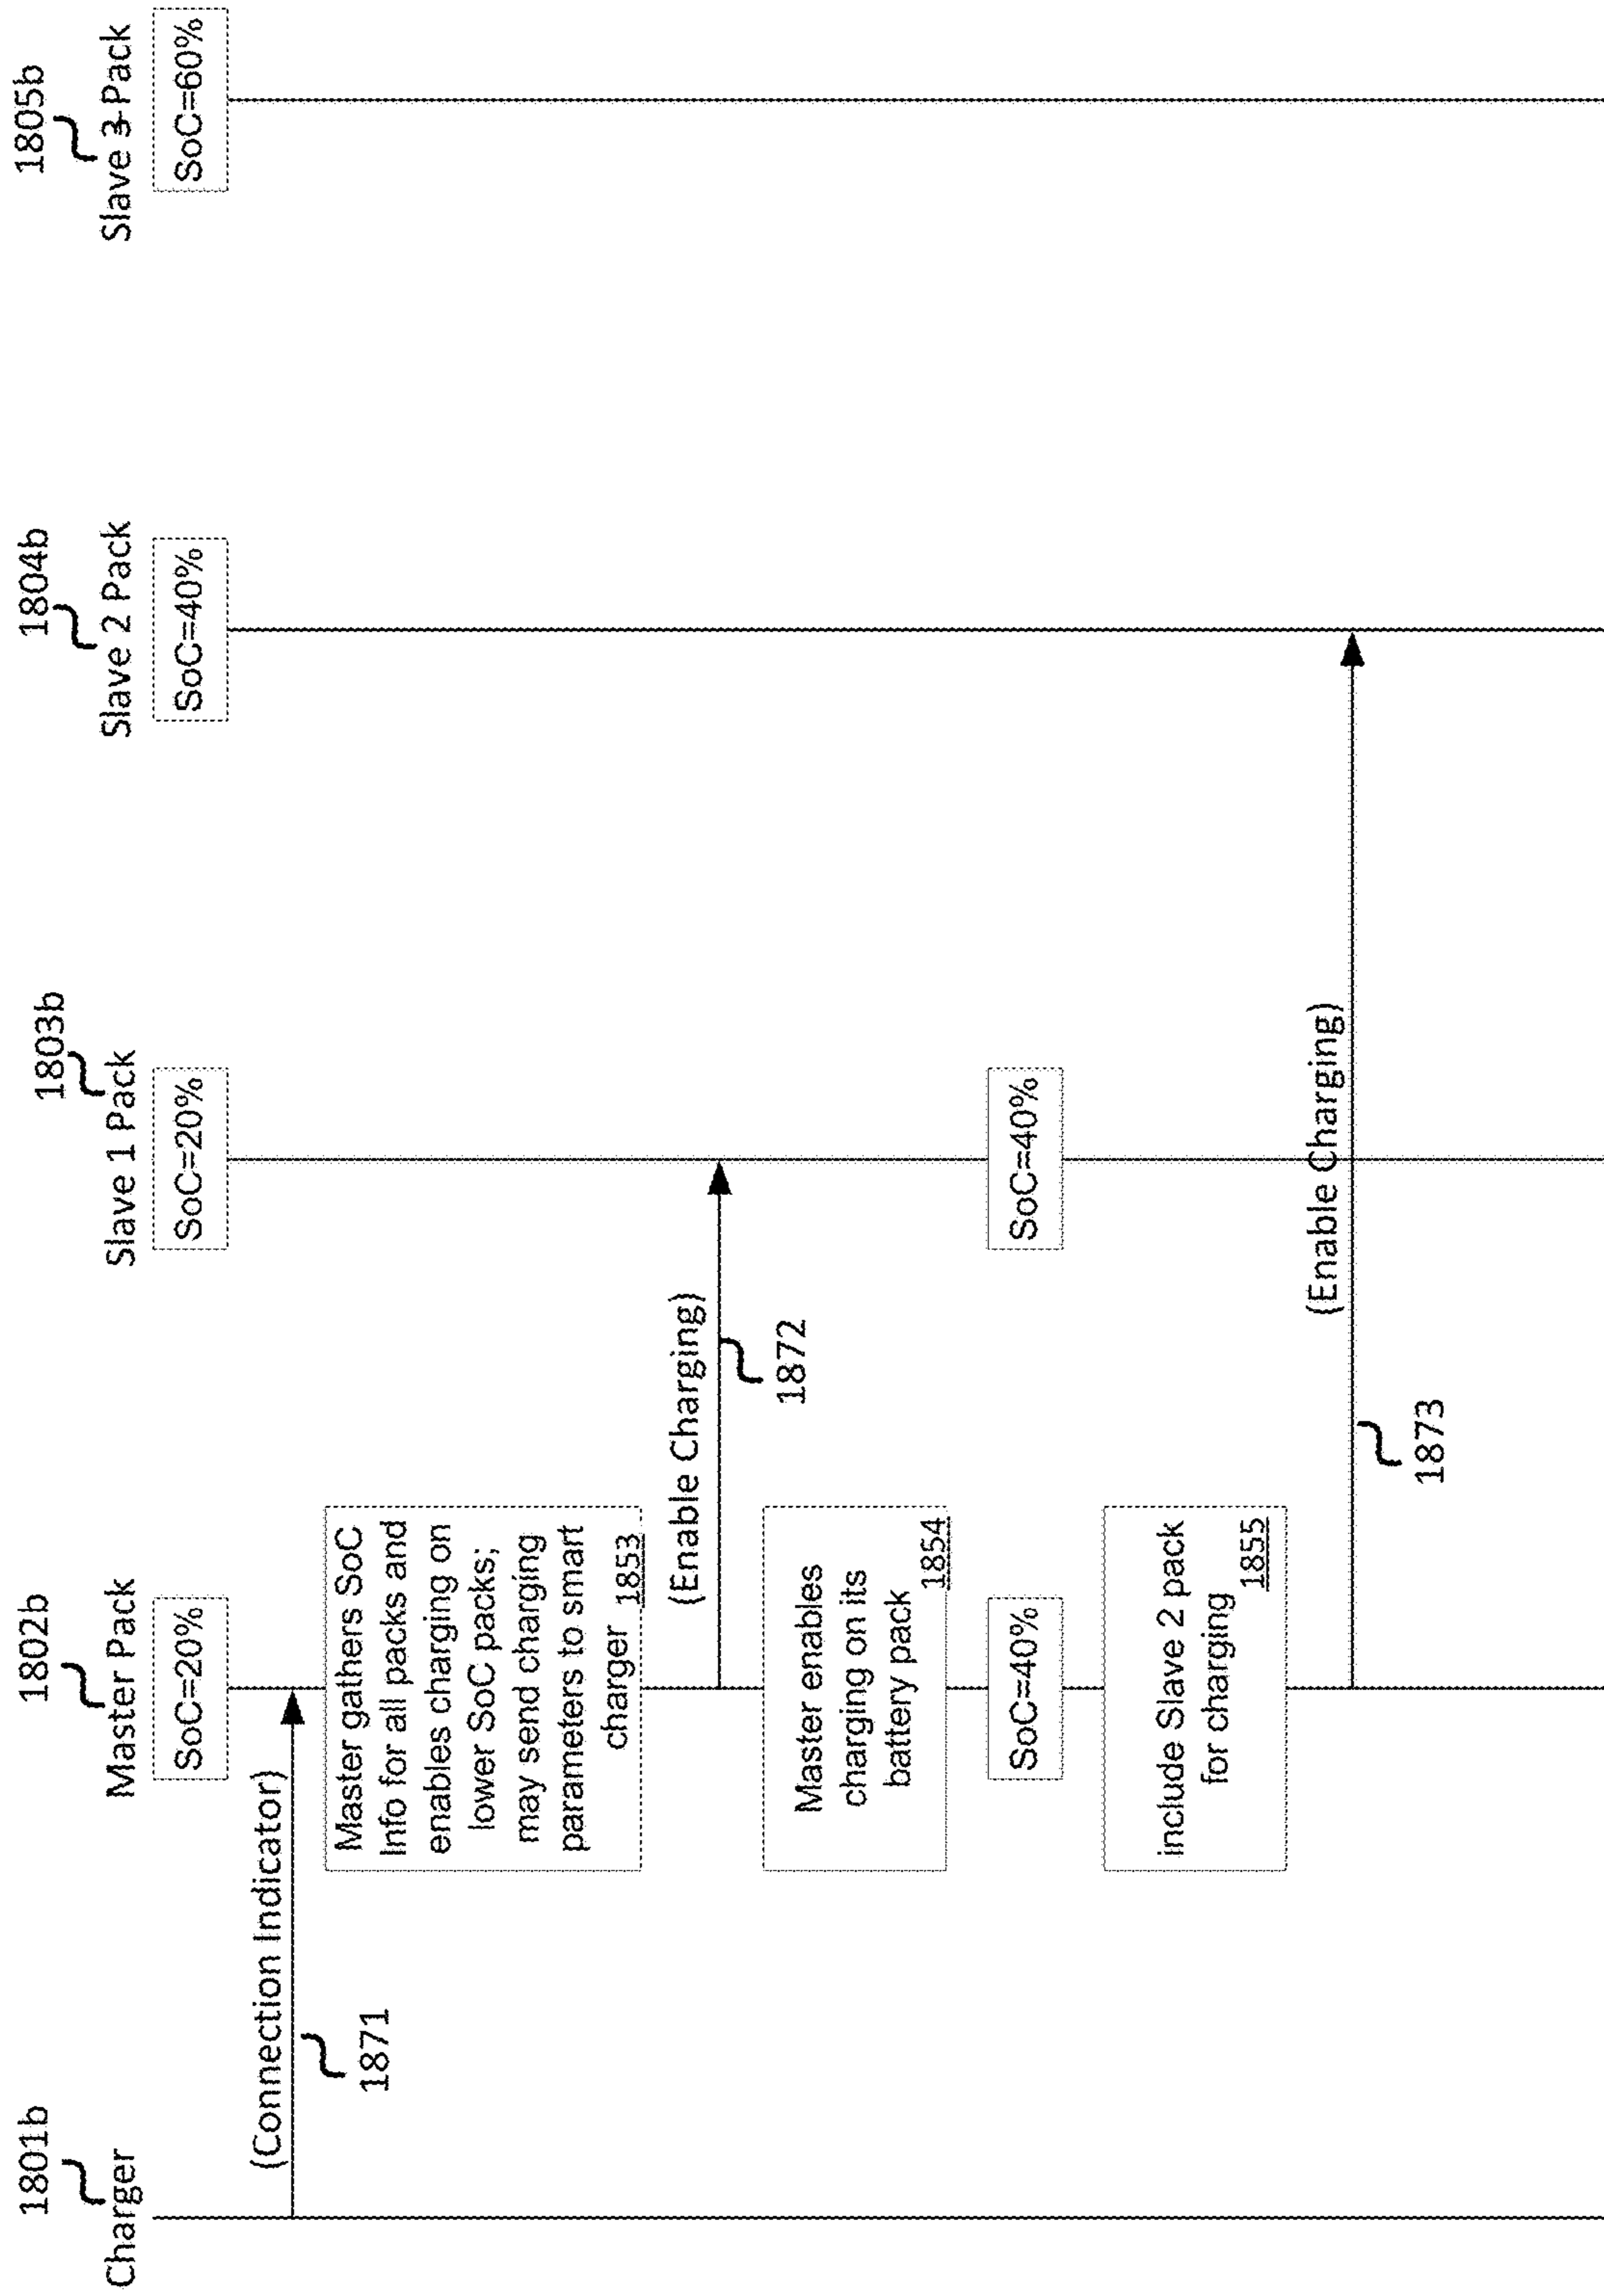 1801b
Charger
1802b
Master Pack
1803b
Slave 1 Pack
1804b
Slave 2 Pack
1805b
Slave 3 Pack
SoC=20%
SoC=20%
SoC=40%
SoC=60%
(Connection Indicator)
1871
Master gathers SoC
Info for all packs and
enables charging on
lower SoC packs;
may send charging
parameters to smart
charger 1853
(Enable Charging)
1872
Master enables
charging on its
battery pack
1854
SoC=40%
SoC=40%
include Slave 2 pack
for charging
1855
(Enable Charging)
1873